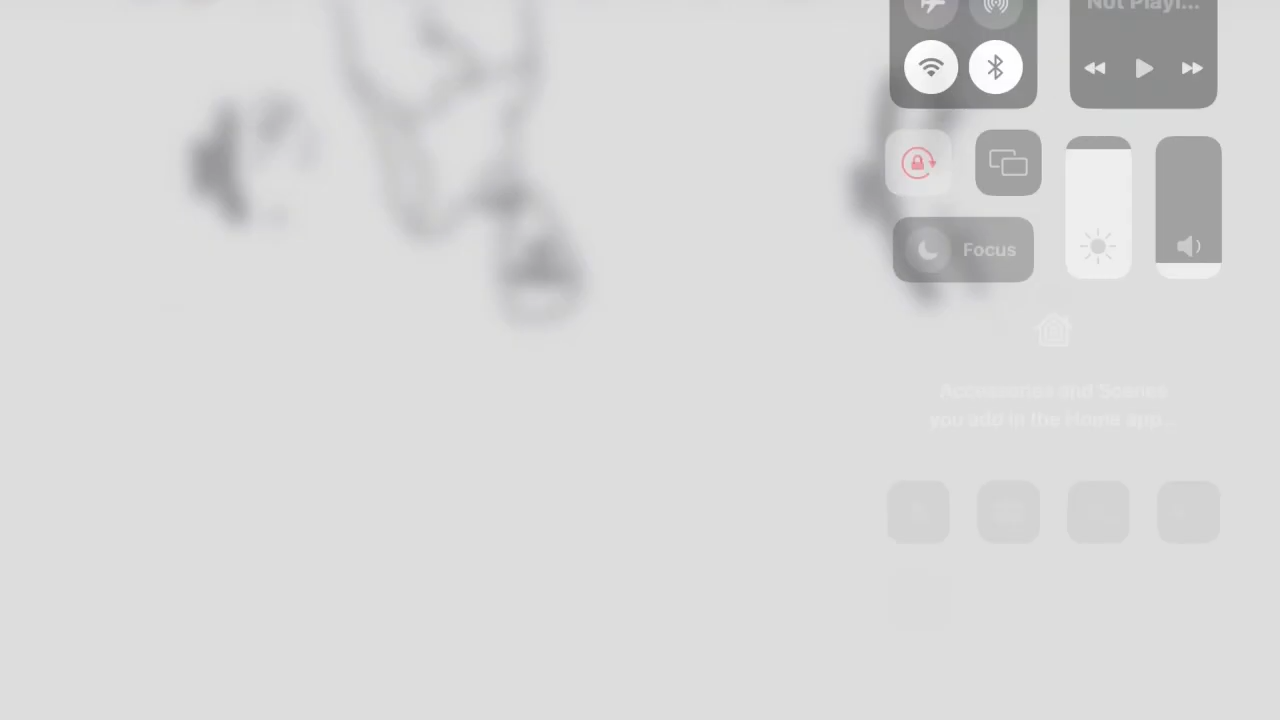 Not Playi...
Focus
Accessories and Scenes
you add in the Home app...